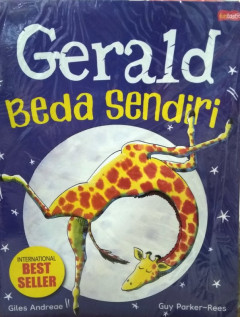 Gerald
Beda Sendiri
INTERNATIONAL
BEST
SELLER
Giles Andreae
Guy Parker-Rees